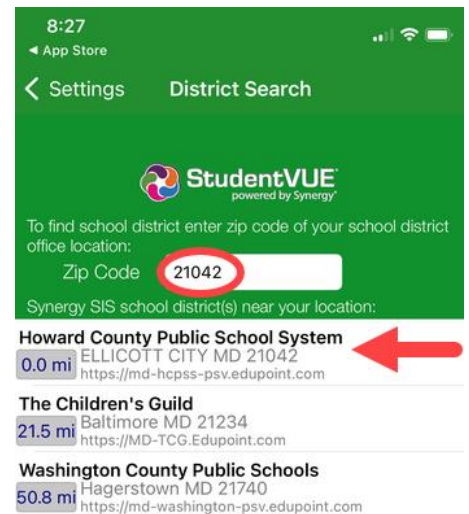 8:27
◄ App Store
Settings District Search
StudentVUE
powered by Synergy®
To find school district enter zip code of your school district
office location:
Zip Code 21042
Synergy SIS school district(s) near your location:
Howard County Public School System
0.0 mi ELLICOTT CITY MD 21042
https://md-hcpss-psv.edupoint.com
The Children's Guild
21.5 mi Baltimore MD 21234
https://MD-TCG.Edupoint.com
Washington County Public Schools
50.8 mi Hagerstown MD 21740
https://md-washington-psv.edupoint.com